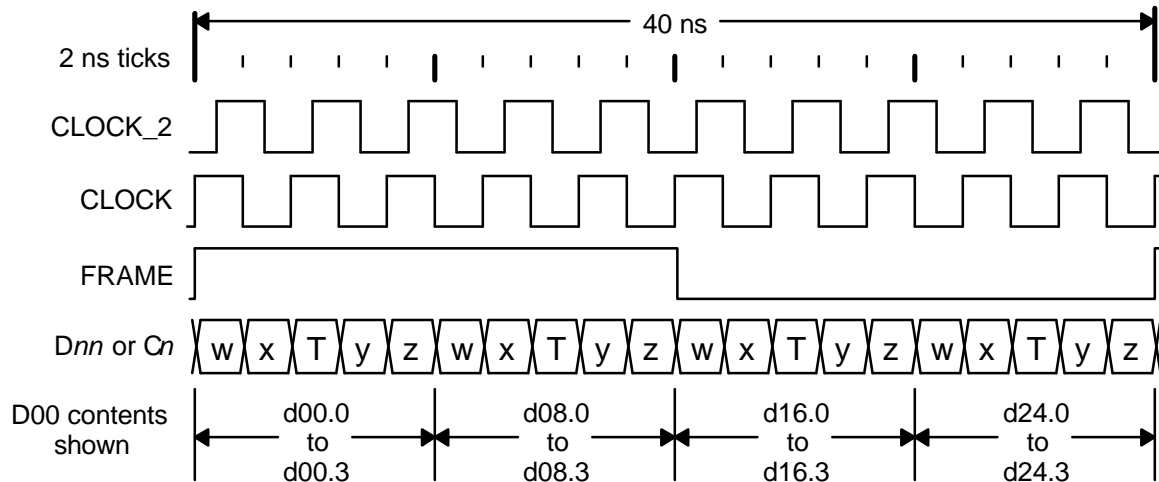 40 ns
2 ns ticks
CLOCK_2
CLOCK
FRAME
Dnn or Cn
w x T y z w x T y z w x T y z w x T y z
D00 contents
shown
d00.0
to
d00.3
d08.0
to
d08.3
d16.0
to
d16.3
d24.0
to
d24.3